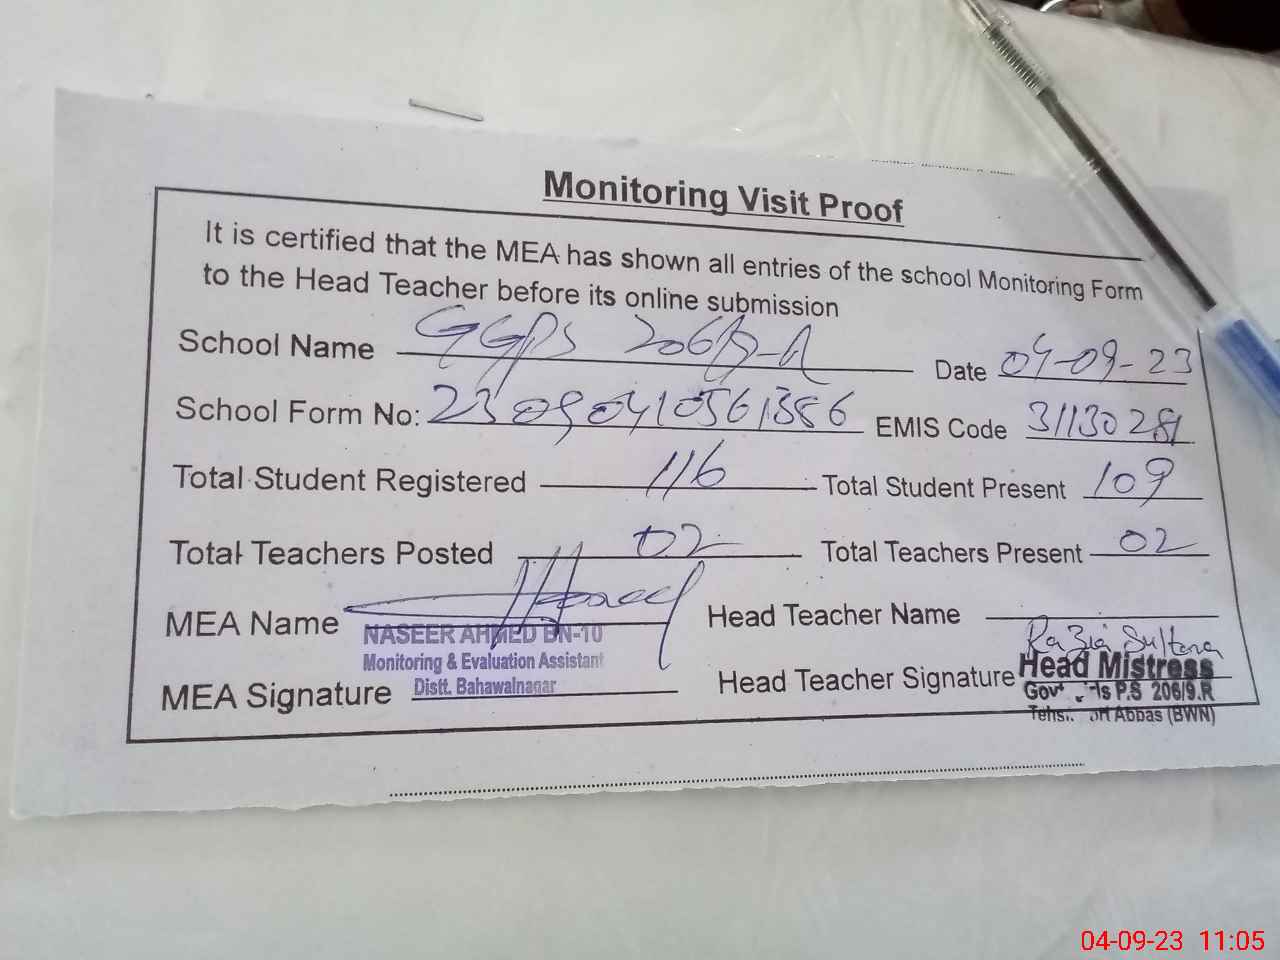 Monitoring Visit Proof
It is certified that the MEA has shown all entries of the school Monitoring Form
to the Head Teacher before its online submission
School Name GGPS 206/9-R Date 04-09-23
School Form No: EMIS Code 31130281
Total Student Registered 116 Total Student Present 109
Total Teachers Posted 02 Total Teachers Present 02
MEA Name Head Teacher Name
NASEER AHMED BN-10
Monitoring & Evaluation Assistant
Distt. Bahawalnagar
MEA Signature Head Teacher Signature
Razia Sultana
Head Mistress
P.S 206/9.R
Abbas (BWN)
04-09-23 11:05